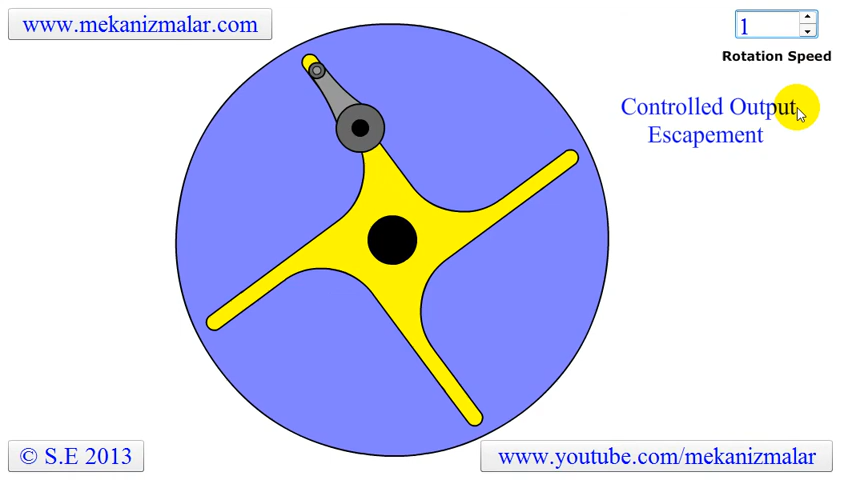 www.mekanizmalar.com
1
Rotation Speed
Controlled Output
Escapement
© S.E 2013
www.youtube.com/mekanizmalar